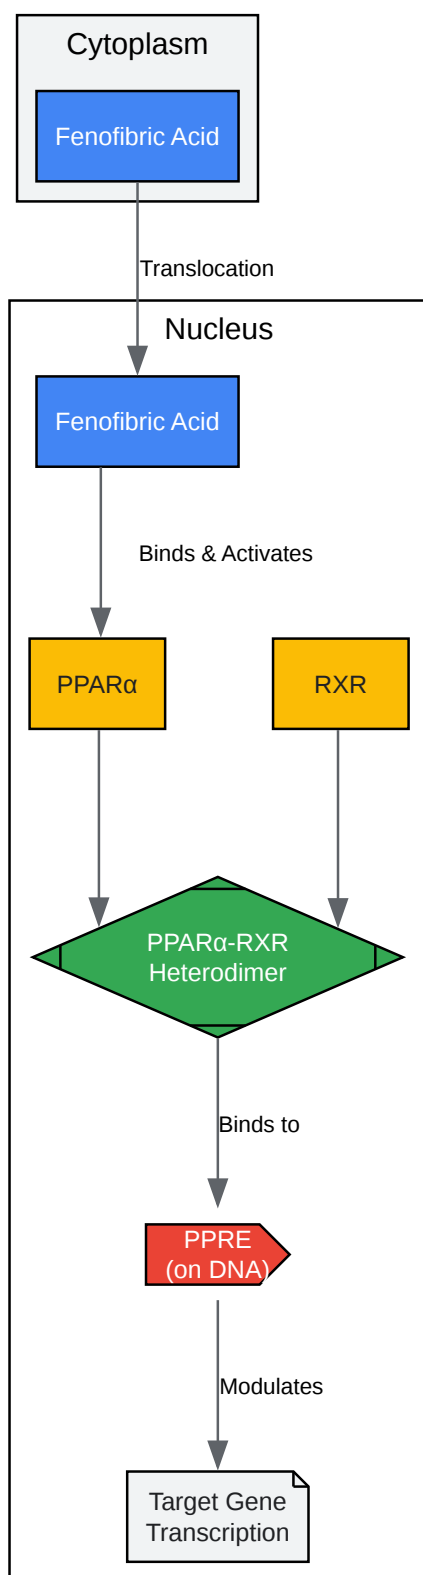 Cytoplasm
Fenofibric Acid
Translocation
Nucleus
Fenofibric Acid
Binds & Activates
PPARα
RXR
PPARα-RXR
Heterodimer
Binds to
PPRE
(on DNA)
Modulates
Target Gene
Transcription